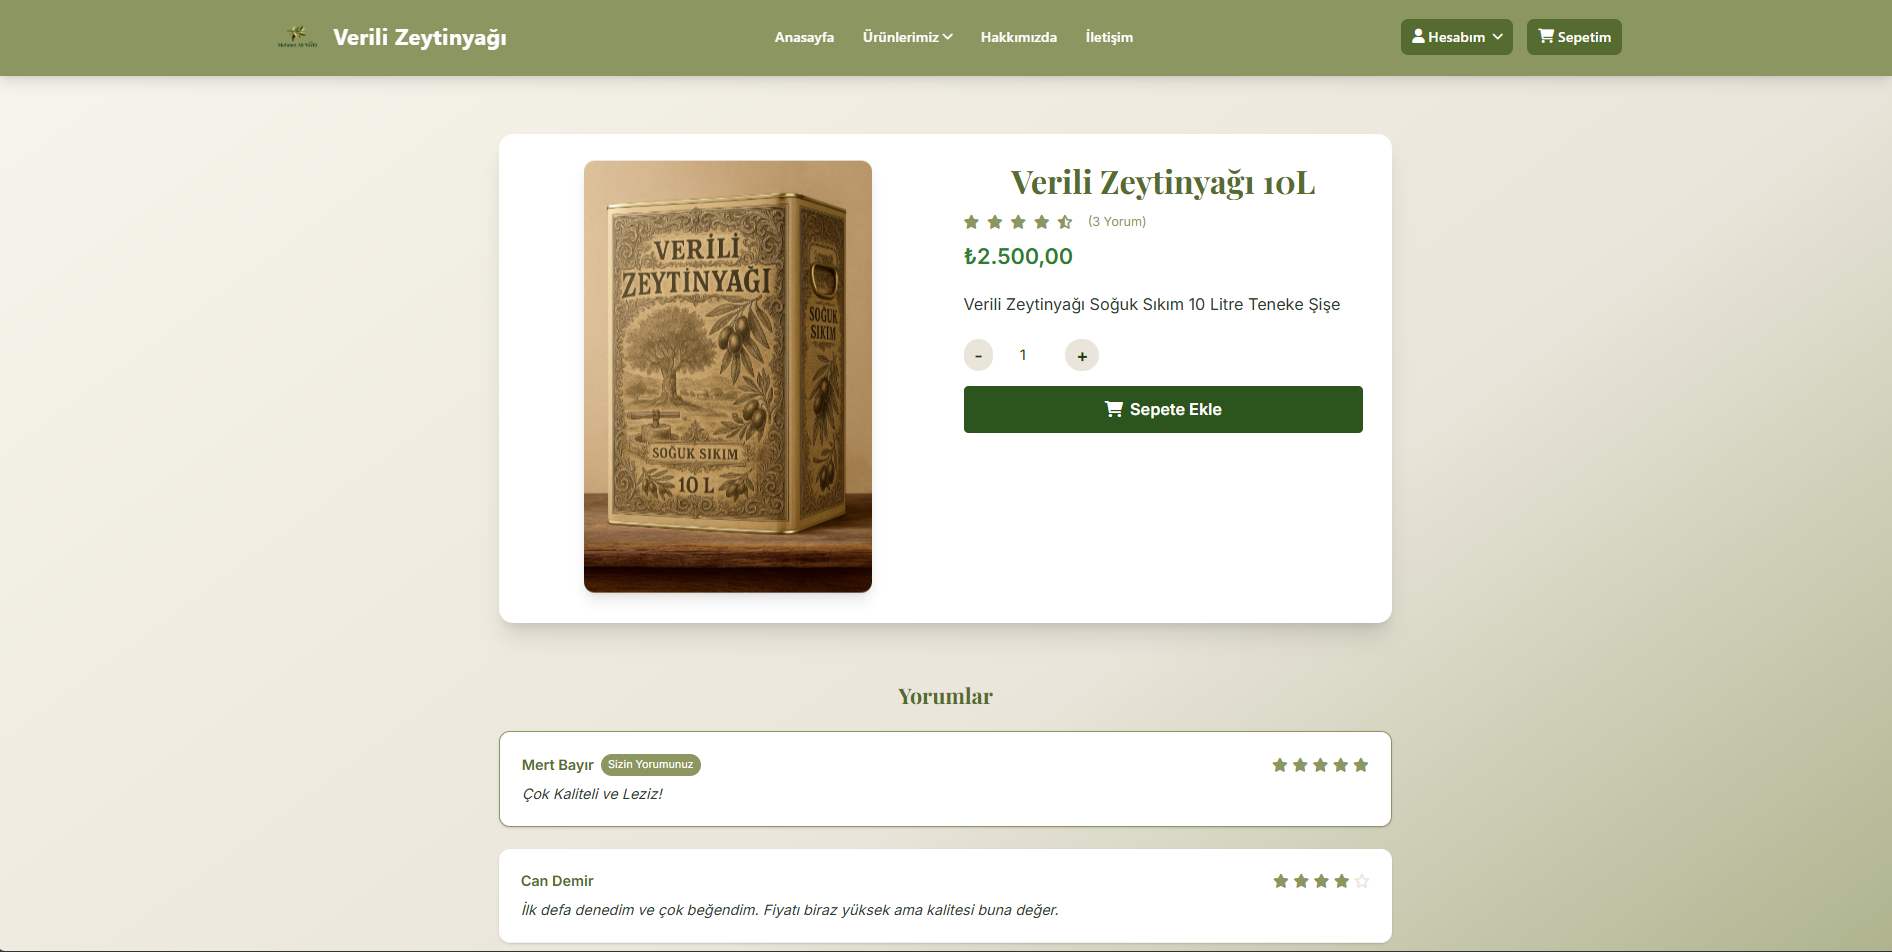 Verili Zeytinyağı
Anasayfa Ürünlerimiz Hakkımızda İletişim
Hesabım Sepetim
VERİLİ
ZEYTİNYAĞI
SOĞUK SIKIM
10 L
SOĞUK
SIKIM
Verili Zeytinyağı 10L
(3 Yorum)
₺2.500,00
Verili Zeytinyağı Soğuk Sıkım 10 Litre Teneke Şişe
- 1 +
Sepete Ekle
Yorumlar
Mert Bayır Sizin Yorumunuz
Çok Kaliteli ve Leziz!
Can Demir
İlk defa denedim ve çok beğendim. Fiyatı biraz yüksek ama kalitesi buna değer.